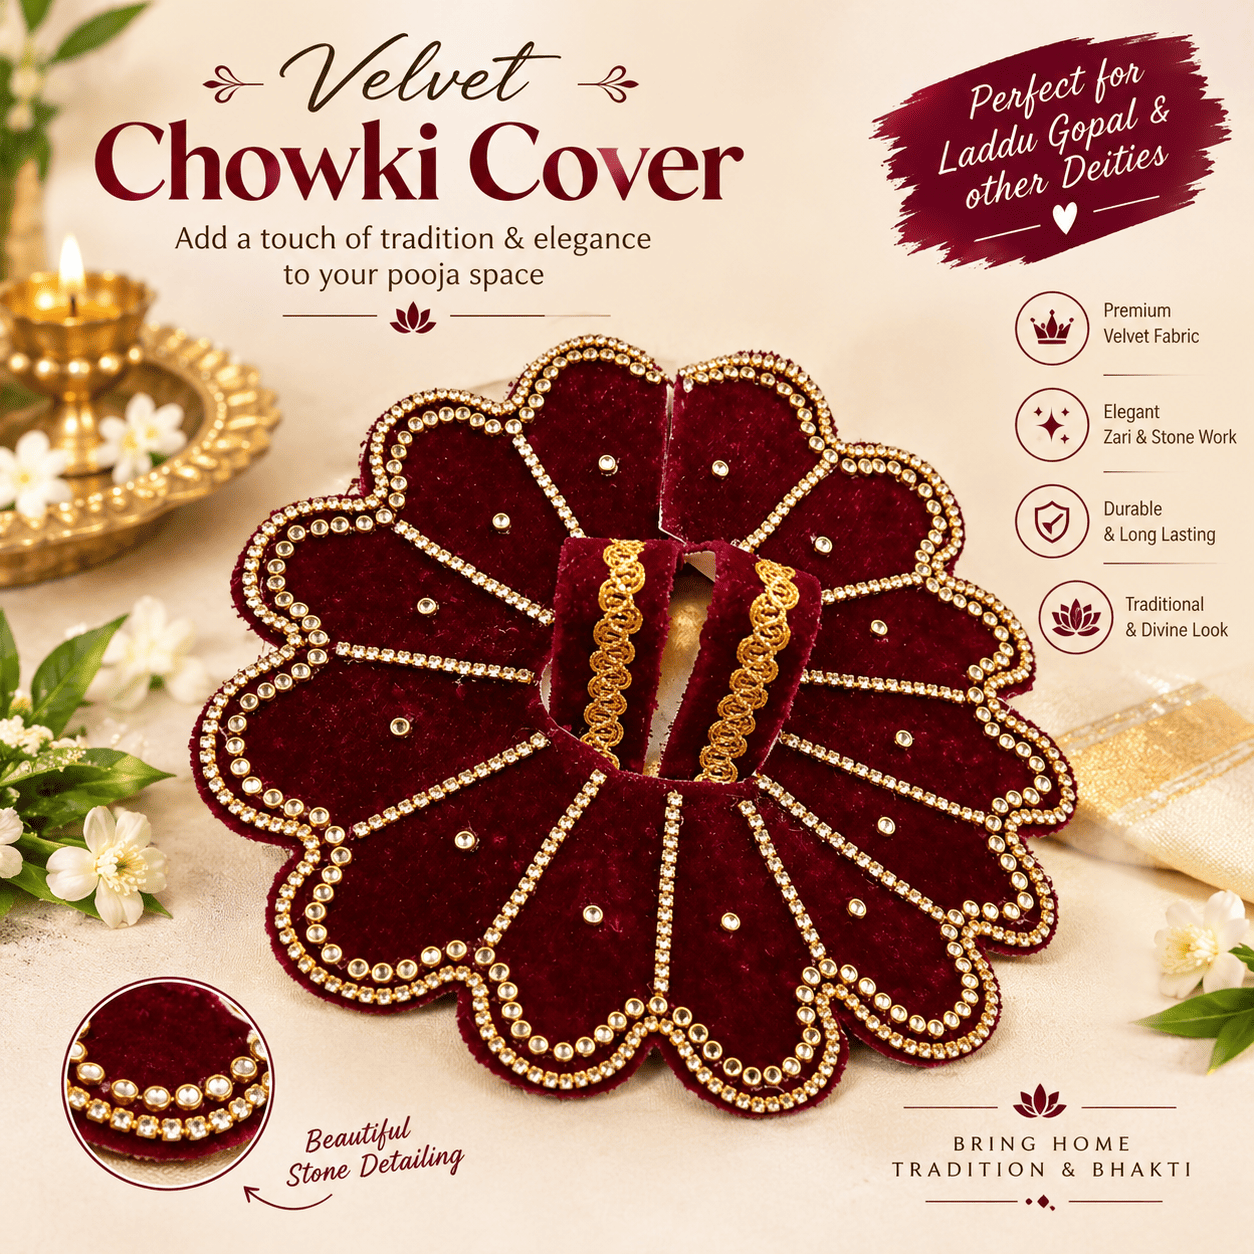 Velvet
Chowki Cover
Add a touch of tradition & elegance
to your pooja space
Perfect for
Laddu Gopal &
other Deities
Premium
Velvet Fabric
Elegant
Zari & Stone Work
Durable
& Long Lasting
Traditional
& Divine Look
Beautiful
Stone Detailing
BRING HOME
TRADITION & BHAKTI